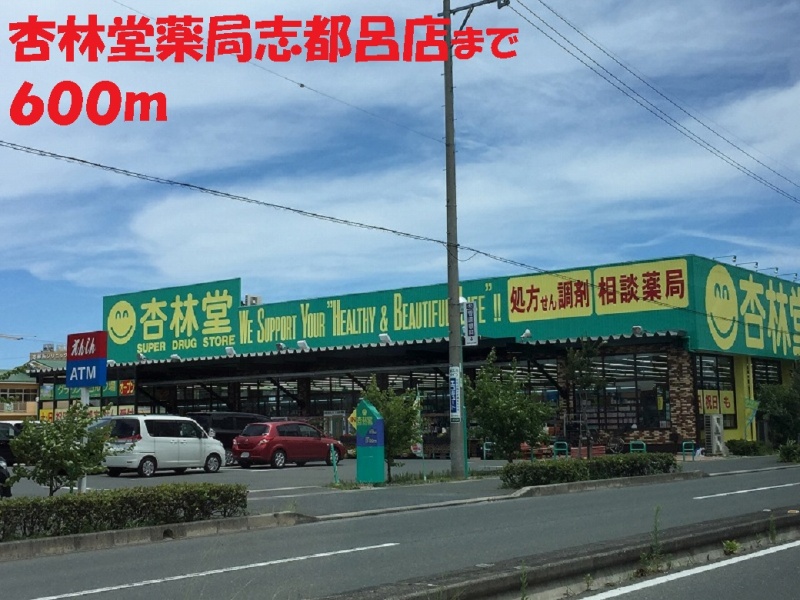 杏林堂薬局志都呂店まで
600m
杏林堂
SUPER DRUG STORE
WE SUPPORT YOUR "HEALTHY & BEAUTIFUL LIFE" !!
処方せん調剤
相談薬局
杏林堂
ATM
祝日